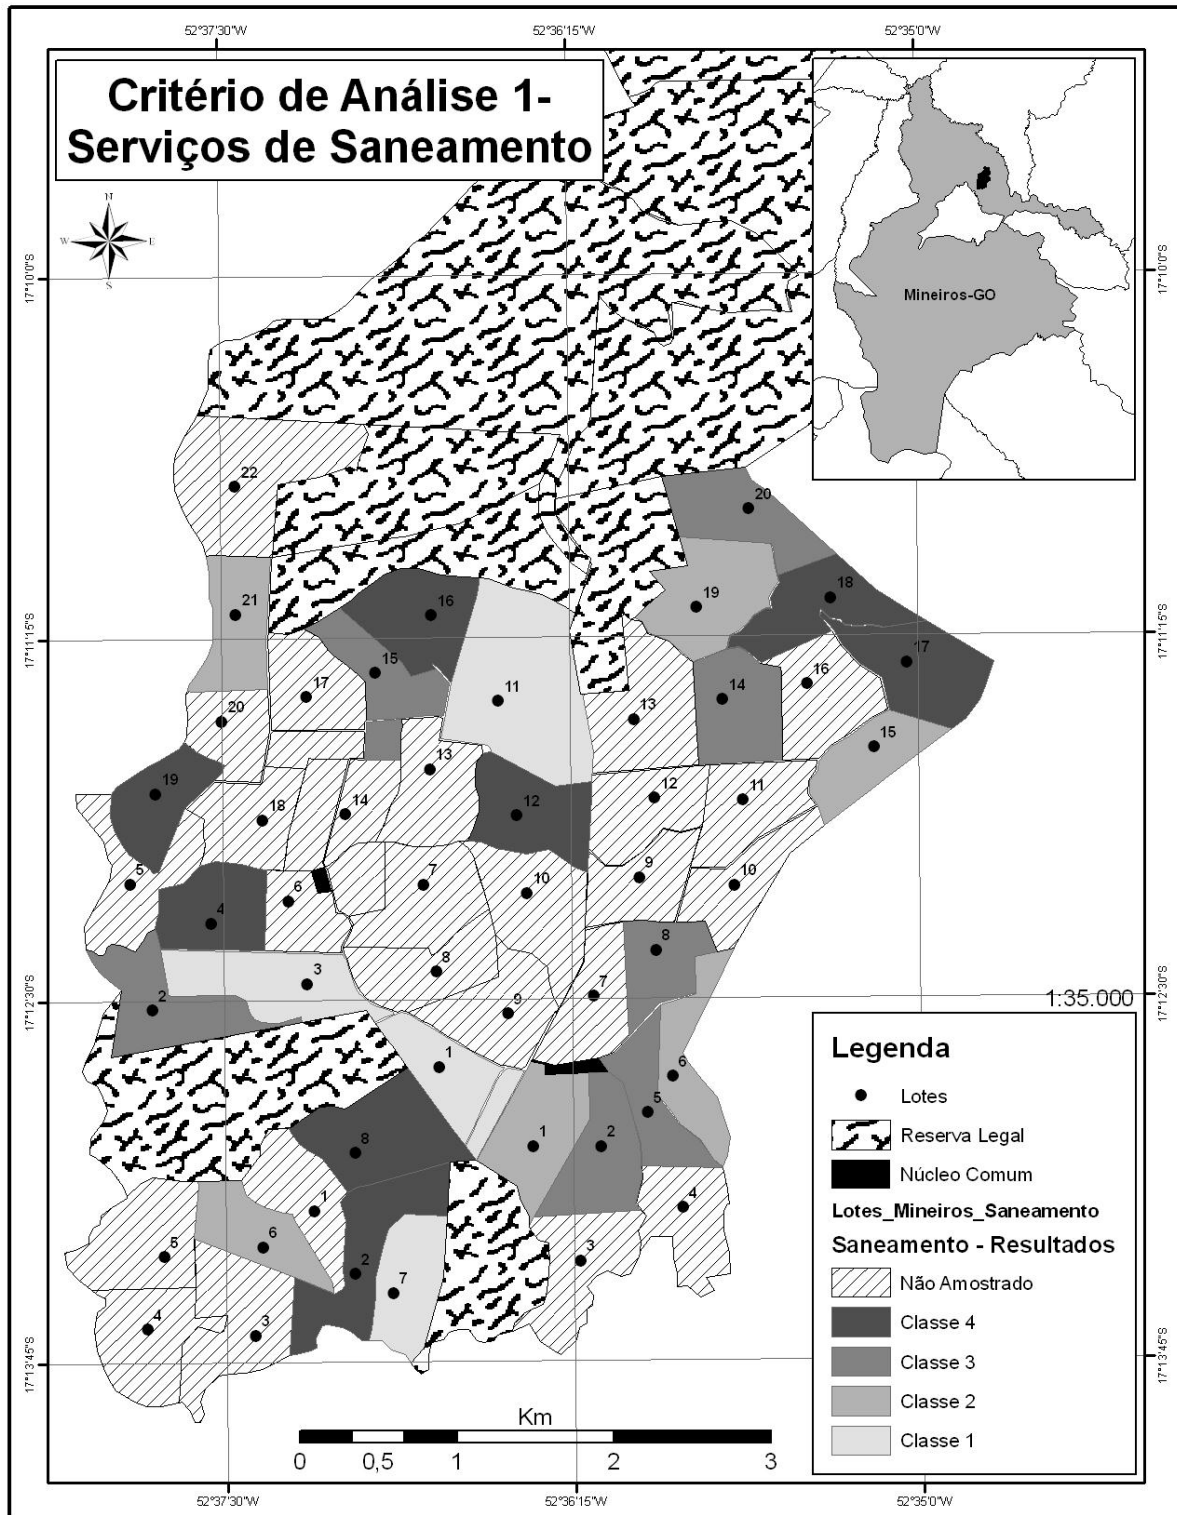 52°37'30"W
52°36'15"W
52°35'0"W
Critério de Análise 1-
Serviços de Saneamento
N
W
E
S
17°10'0"S
17°10'0"S
Mineiros-GO
22
20
21
16
19
18
17°11'15"S
17°11'15"S
15
17
17
11
14
16
20
13
15
13
19
12
11
18
14
12
5
7
9
10
6
10
4
8
3
8
7
2
9
17°12'30"S
17°12'30"S
1:35.000
1
6
5
1
2
8
4
1
6
5
2
3
7
4
3
Legenda
Lotes
Reserva Legal
Núcleo Comum
Lotes_Mineiros_Saneamento
Saneamento - Resultados
Não Amostrado
Classe 4
Classe 3
Classe 2
Classe 1
17°13'45"S
17°13'45"S
Km
0 0,5 1 2 3
52°37'30"W
52°36'15"W
52°35'0"W